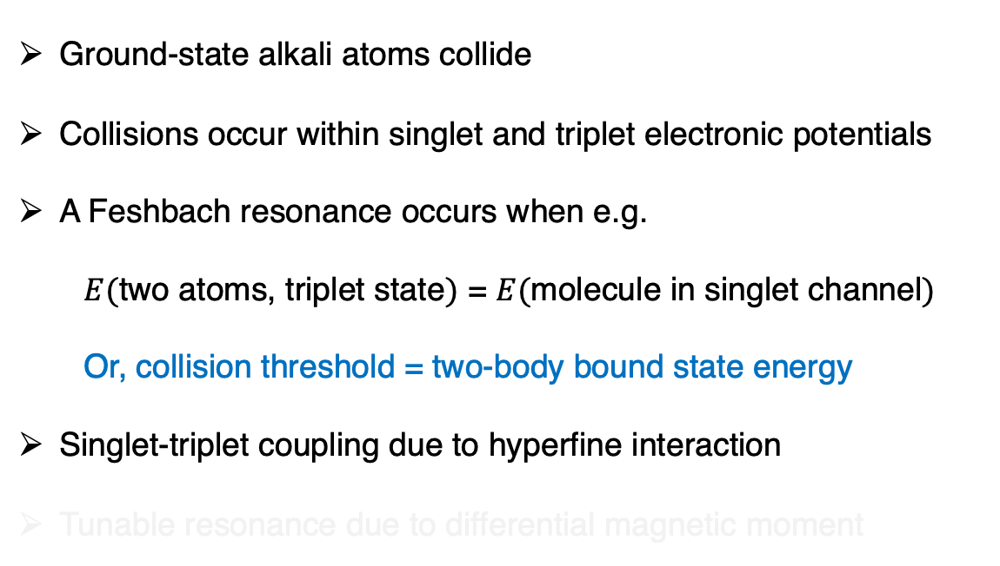 ➢ Ground-state alkali atoms collide
➢ Collisions occur within singlet and triplet electronic potentials
➢ A Feshbach resonance occurs when e.g.
𝐸(two atoms, triplet state) = 𝐸(molecule in singlet channel)
Or, collision threshold = two-body bound state energy
➢ Singlet-triplet coupling due to hyperfine interaction
➢ Tunable resonance due to differential magnetic moment